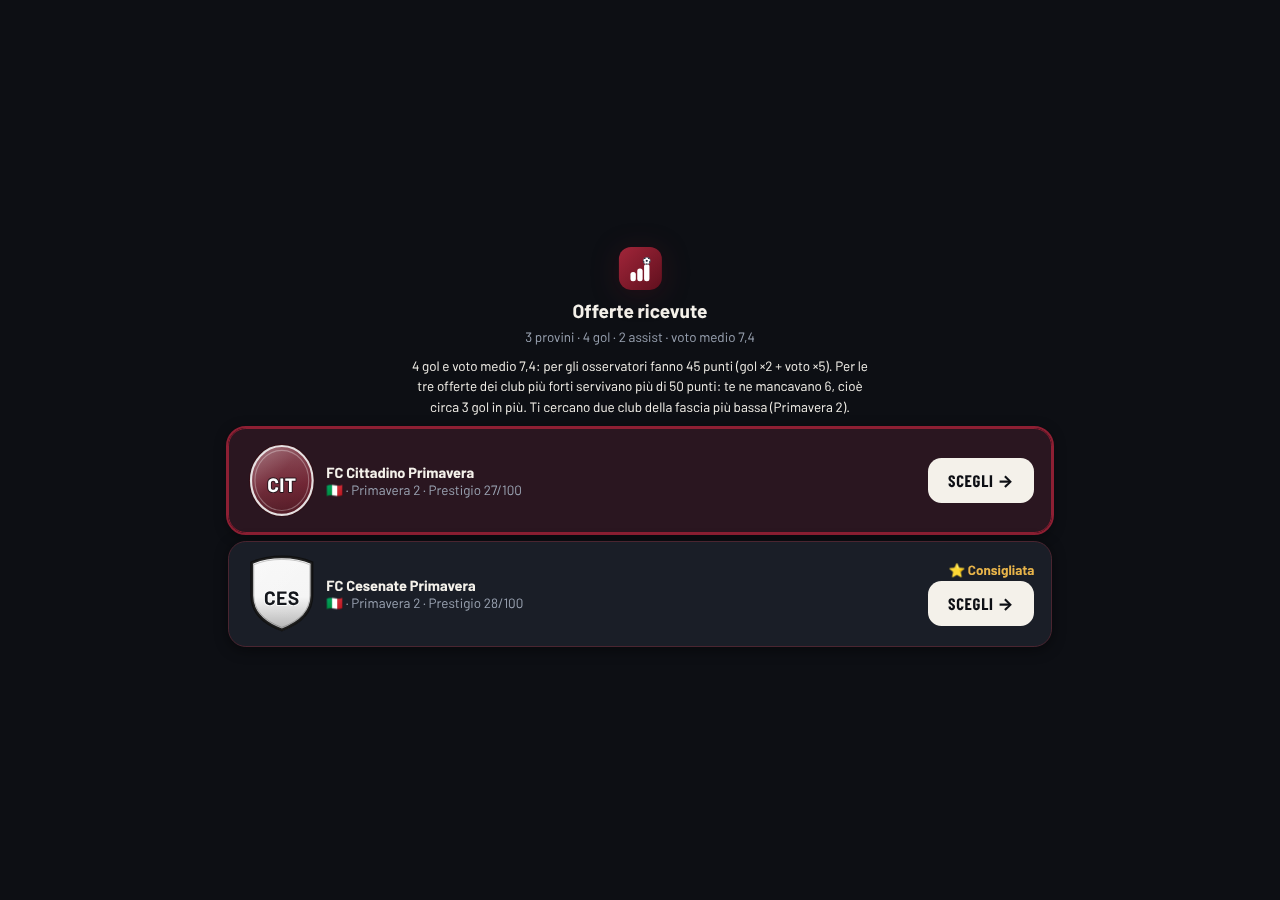 Offerte ricevute
3 provini · 4 gol · 2 assist · voto medio 7,4
4 gol e voto medio 7,4: per gli osservatori fanno 45 punti (gol ×2 + voto ×5). Per le
tre offerte dei club più forti servivano più di 50 punti: te ne mancavano 6, cioè
circa 3 gol in più. Ti cercano due club della fascia più bassa (Primavera 2).
CIT
FC Cittadino Primavera
🇮🇹 · Primavera 2 · Prestigio 27/100
SCEGLI →
CES
FC Cesenate Primavera
🇮🇹 · Primavera 2 · Prestigio 28/100
⭐ Consigliata
SCEGLI →